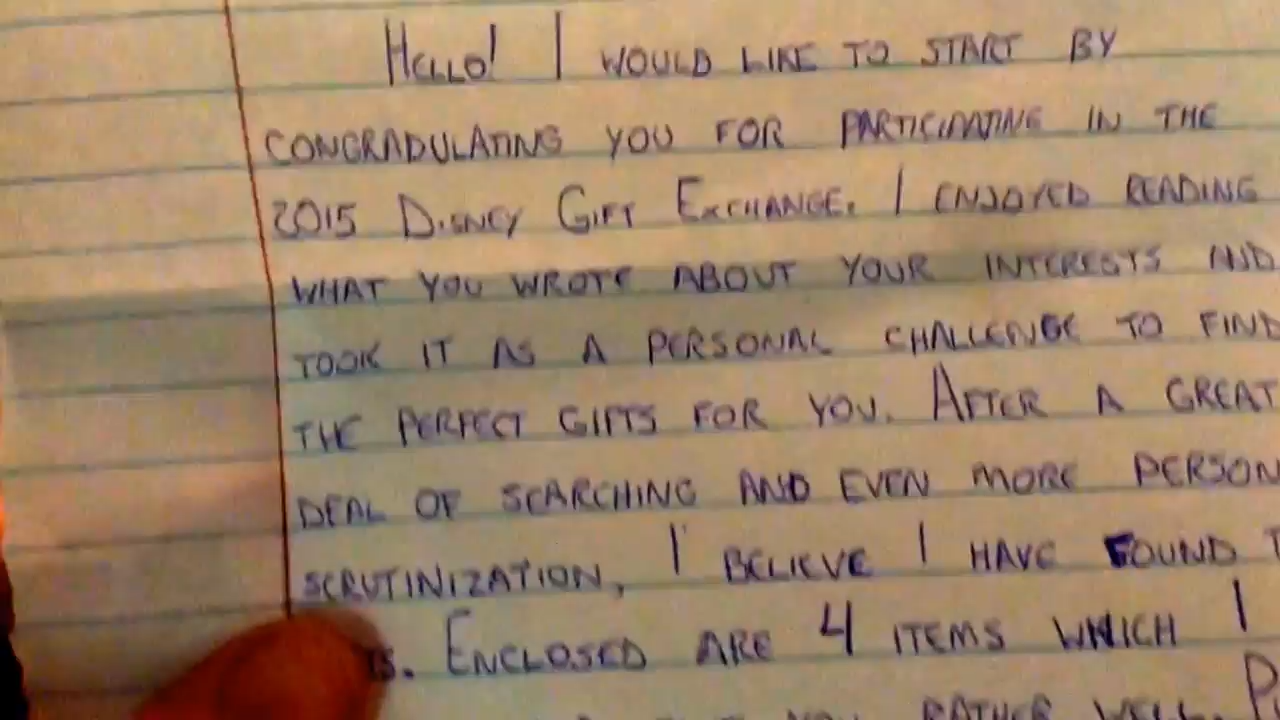 Hello! I would like to start by
congradulating you for participating in the
2015 Disney Gift Exchange. I enjoyed reading
what you wrote about your interests and
took it as a personal challenge to find
the perfect gifts for you. After a great
deal of searching and even more person
scrutinization, I believe I have found t
s. Enclosed are 4 items which I
rather well. P